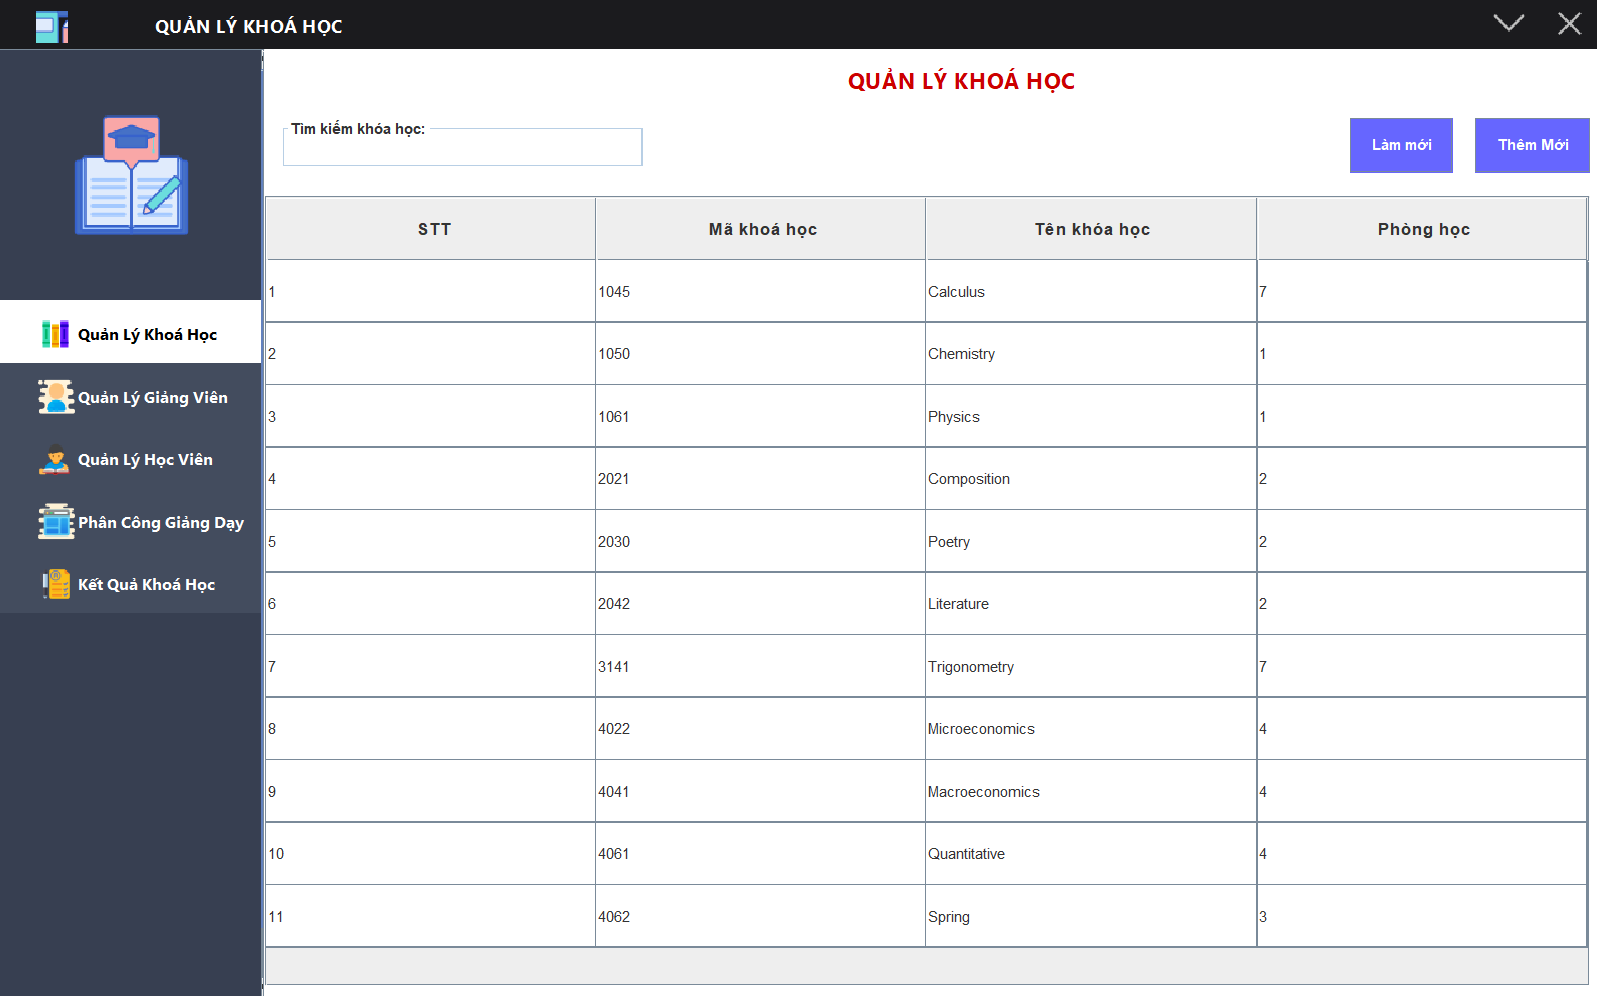 QUẢN LÝ KHOÁ HỌC
QUẢN LÝ KHOÁ HỌC
Tìm kiếm khóa học:
Làm mới
Thêm Mới
Quản Lý Khoá Học
Quản Lý Giảng Viên
Quản Lý Học Viên
Phân Công Giảng Dạy
Kết Quả Khoá Học
STT Mã khoá học Tên khóa học Phòng học
1 1045 Calculus 7
2 1050 Chemistry 1
3 1061 Physics 1
4 2021 Composition 2
5 2030 Poetry 2
6 2042 Literature 2
7 3141 Trigonometry 7
8 4022 Microeconomics 4
9 4041 Macroeconomics 4
10 4061 Quantitative 4
11 4062 Spring 3